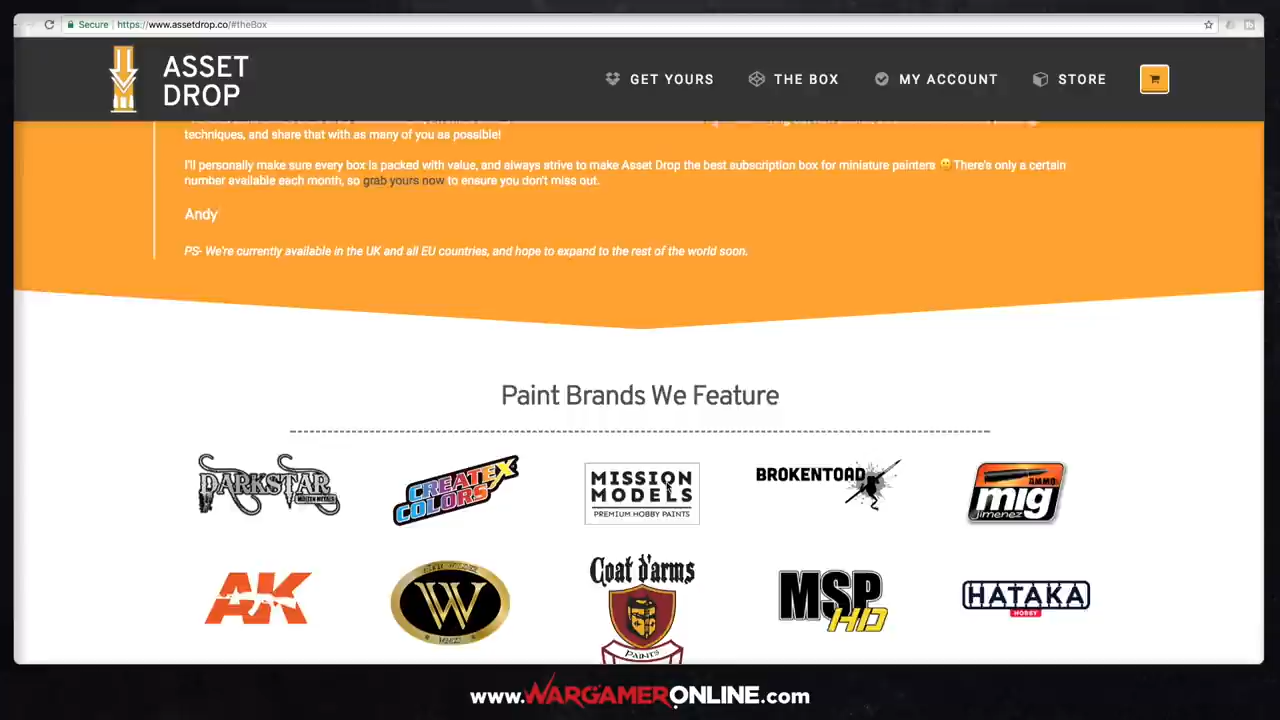 Secure https://www.assetdrop.co/#theBox
ASSET
DROP
GET YOURS
THE BOX
MY ACCOUNT
STORE
techniques, and share that with as many of you as possible!
I'll personally make sure every box is packed with value, and always strive to make Asset Drop the best subscription box for miniature painters 🙂 There's only a certain
number available each month, so grab yours now to ensure you don't miss out.
Andy
PS- We're currently available in the UK and all EU countries, and hope to expand to the rest of the world soon.
Paint Brands We Feature
DARKSTAR
MOLTEN METALS
CREATEX
COLORS
MISSION
MODELS
PREMIUM HOBBY PAINTS
BROKENTOAD
AMMO
mig
jimenez
AK
W
Coat d'arms
PAINTS
MSP
HD
HATAKA
HOBBY
www.WARGAMERONLINE.com